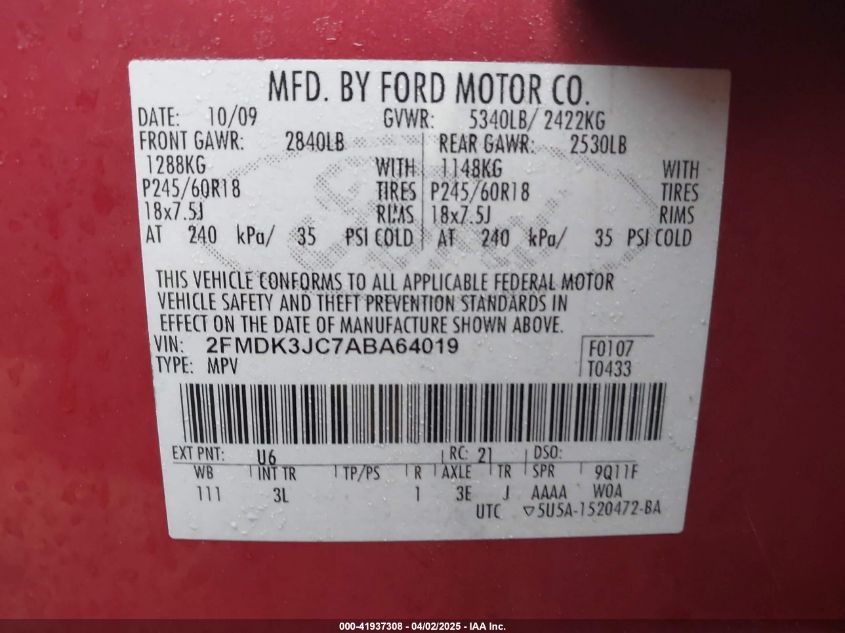 MFD. BY FORD MOTOR CO.
DATE: 10/09 GVWR: 5340LB/ 2422KG
FRONT GAWR: 2840LB REAR GAWR: 2530LB
1288KG WITH 1148KG WITH
P245/60R18 TIRES P245/60R18 TIRES
18x7.5J RIMS 18x7.5J RIMS
AT 240 kPa/ 35 PSI COLD AT 240 kPa/ 35 PSI COLD
THIS VEHICLE CONFORMS TO ALL APPLICABLE FEDERAL MOTOR
VEHICLE SAFETY AND THEFT PREVENTION STANDARDS IN
EFFECT ON THE DATE OF MANUFACTURE SHOWN ABOVE.
VIN: 2FMDK3JC7ABA64019 F0107
TYPE: MPV T0433
EXT PNT: U6 RC: 21 DSO:
WB INT TR TP/PS R AXLE TR SPR 9Q11F
111 3L 1 3E J AAAA W0A
UTC ▽5U5A-1520472-BA
000-41937308 - 04/02/2025 - IAA Inc.